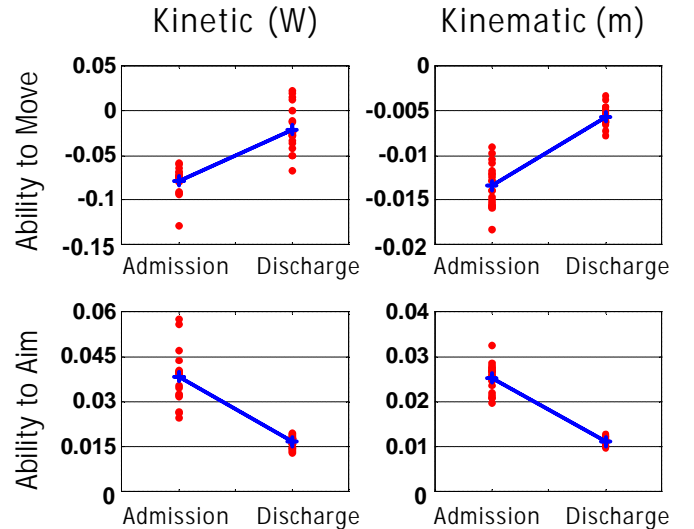 Kinetic (W)
Kinematic (m)
Ability to Move
0.05
0
-0.05
-0.1
-0.15
Admission
Discharge
0
-0.005
-0.01
-0.015
-0.02
Admission
Discharge
Ability to Aim
0.06
0.045
0.03
0.015
0
Admission
Discharge
0.04
0.03
0.02
0.01
0
Admission
Discharge